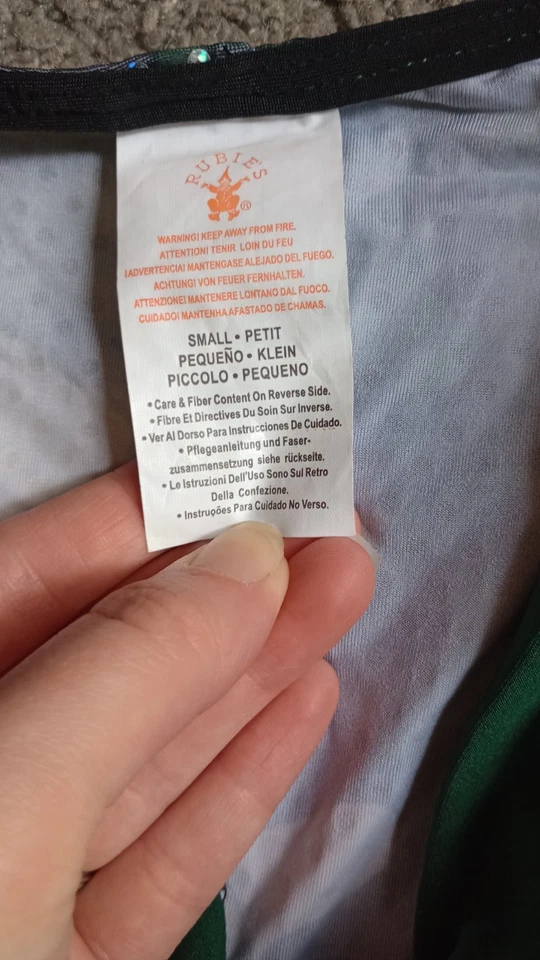 RUBIE'S
®
WARNING! KEEP AWAY FROM FIRE.
ATTENTION! TENIR LOIN DU FEU
¡ADVERTENCIA! MANTENGASE ALEJADO DEL FUEGO.
ACHTUNG! VON FEUER FERNHALTEN.
ATTENZIONE! MANTENERE LONTANO DAL FUOCO.
CUIDADO! MANTENHA AFASTADO DE CHAMAS.
SMALL • PETIT
PEQUEÑO • KLEIN
PICCOLO • PEQUENO
• Care & Fiber Content On Reverse Side.
• Fibre Et Directives Du Soin Sur Inverse.
• Ver Al Dorso Para Instrucciones De Cuidado.
• Pflegeanleitung und Faser-
zusammensetzung siehe rückseite.
• Le Istruzioni Dell'Uso Sono Sul Retro
Della Confezione.
• Instruções Para Cuidado No Verso.